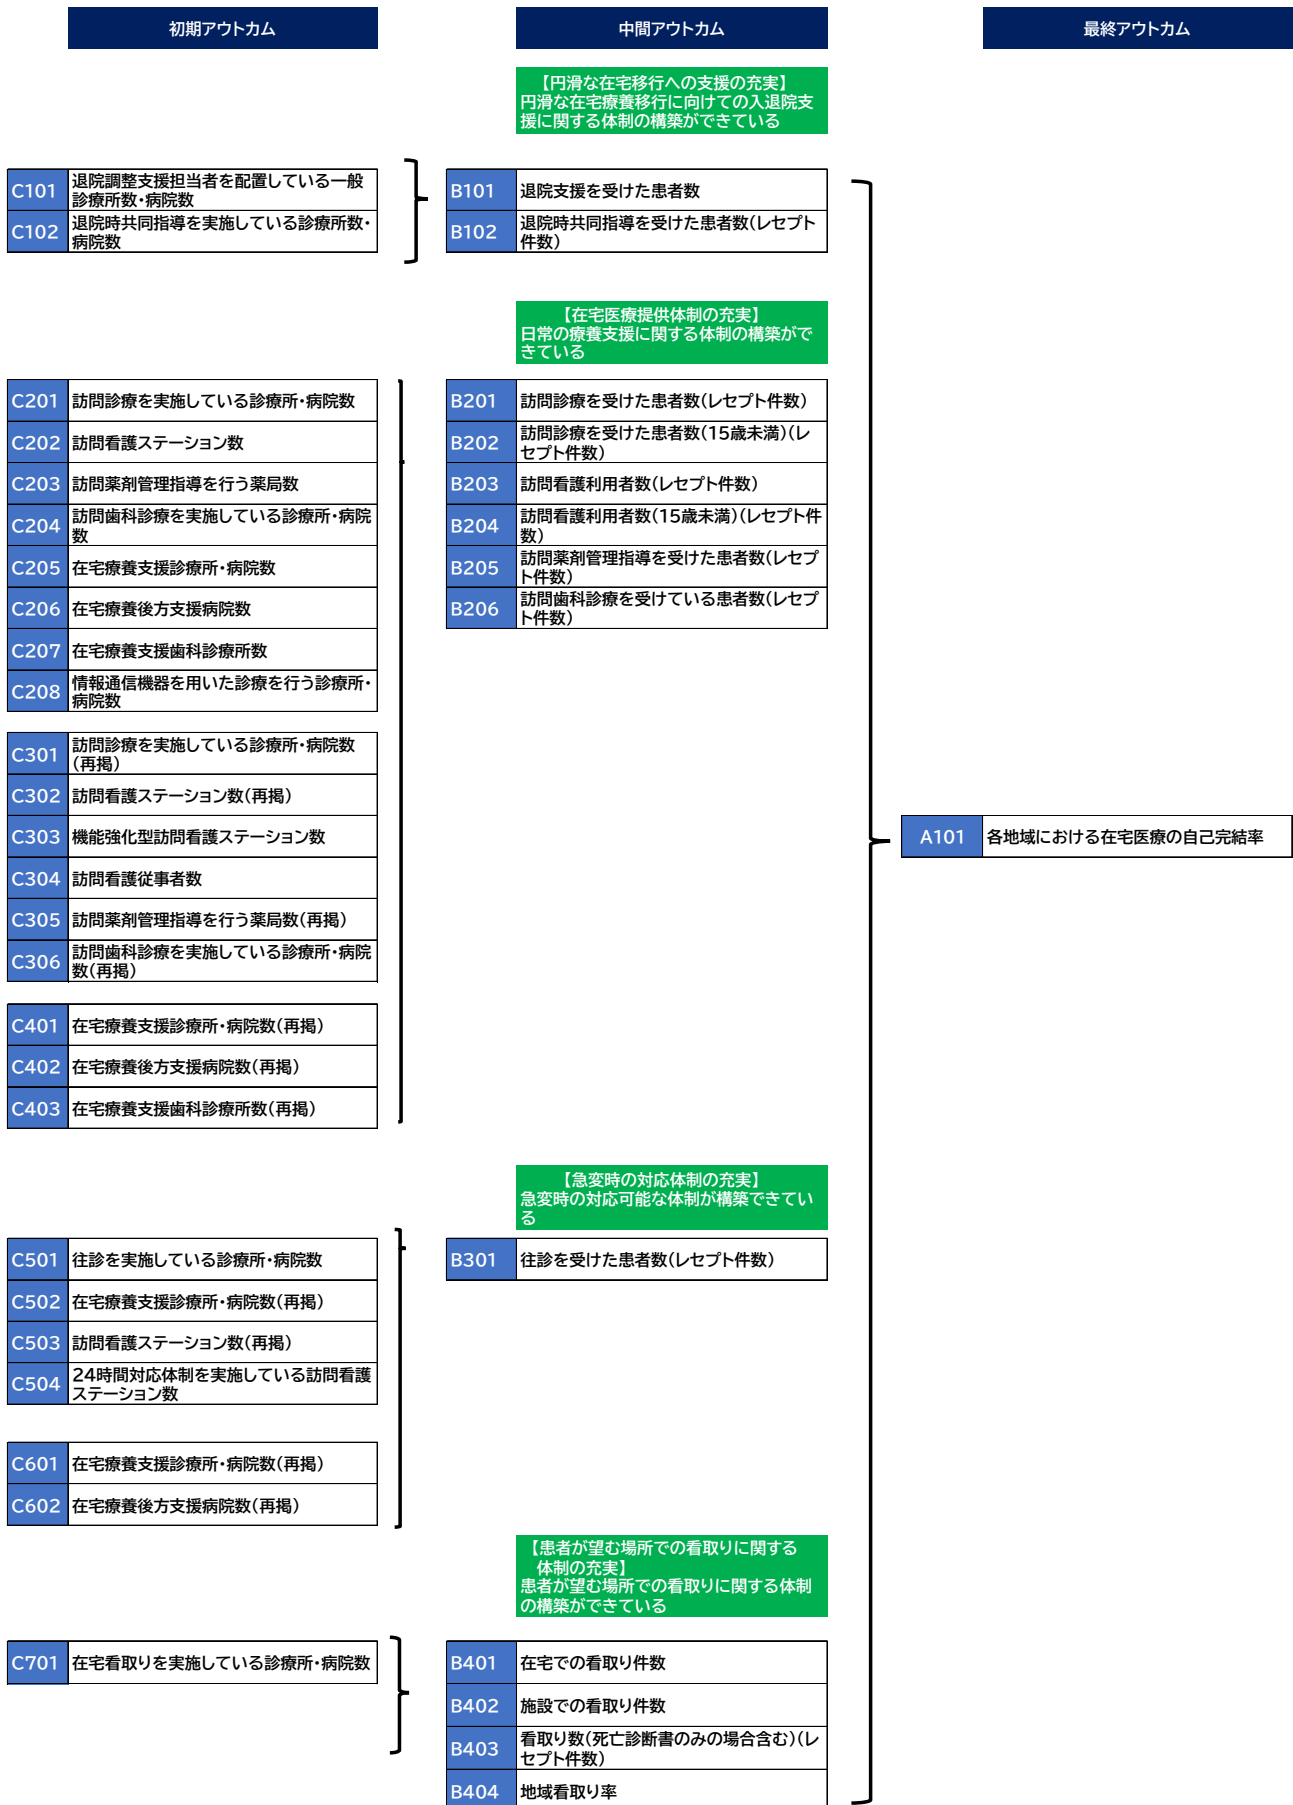 初期アウトカム
中間アウトカム
最終アウトカム
【円滑な在宅移行への支援の充実】
円滑な在宅療養移行に向けての入退院支
援に関する体制の構築ができている
C101
退院調整支援担当者を配置している一般
診療所数・病院数
C102
退院時共同指導を実施している診療所数・
病院数
B101
退院支援を受けた患者数
B102
退院時共同指導を受けた患者数(レセプト
件数)
【在宅医療提供体制の充実】
日常の療養支援に関する体制の構築がで
きている
C201
訪問診療を実施している診療所・病院数
C202
訪問看護ステーション数
C203
訪問薬剤管理指導を行う薬局数
C204
訪問歯科診療を実施している診療所・病院
数
C205
在宅療養支援診療所・病院数
C206
在宅療養後方支援病院数
C207
在宅療養支援歯科診療所数
C208
情報通信機器を用いた診療を行う診療所・
病院数
B201
訪問診療を受けた患者数(レセプト件数)
B202
訪問診療を受けた患者数(15歳未満)(レ
セプト件数)
B203
訪問看護利用者数(レセプト件数)
B204
訪問看護利用者数(15歳未満)(レセプト件
数)
B205
訪問薬剤管理指導を受けた患者数(レセプ
ト件数)
B206
訪問歯科診療を受けている患者数(レセプ
ト件数)
C301
訪問診療を実施している診療所・病院数
(再掲)
C302
訪問看護ステーション数(再掲)
C303
機能強化型訪問看護ステーション数
C304
訪問看護従事者数
C305
訪問薬剤管理指導を行う薬局数(再掲)
C306
訪問歯科診療を実施している診療所・病院
数(再掲)
A101
各地域における在宅医療の自己完結率
C401
在宅療養支援診療所・病院数(再掲)
C402
在宅療養後方支援病院数(再掲)
C403
在宅療養支援歯科診療所数(再掲)
【急変時の対応体制の充実】
急変時の対応可能な体制が構築できてい
る
C501
往診を実施している診療所・病院数
C502
在宅療養支援診療所・病院数(再掲)
C503
訪問看護ステーション数(再掲)
C504
24時間対応体制を実施している訪問看護
ステーション数
B301
往診を受けた患者数(レセプト件数)
C601
在宅療養支援診療所・病院数(再掲)
C602
在宅療養後方支援病院数(再掲)
【患者が望む場所での看取りに関する
体制の充実】
患者が望む場所での看取りに関する体制
の構築ができている
C701
在宅看取りを実施している診療所・病院数
B401
在宅での看取り件数
B402
施設での看取り件数
B403
看取り数(死亡診断書のみの場合含む)(レ
セプト件数)
B404
地域看取り率